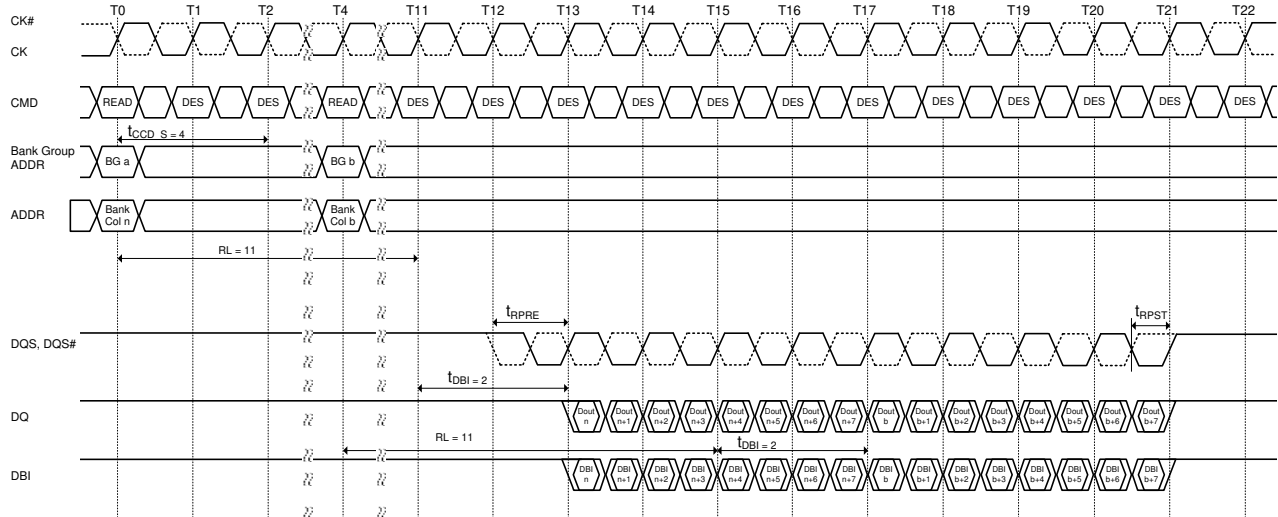 T0 T1 T2 T4 T11 T12 T13 T14 T15 T16 T17 T18 T19 T20 T21 T22
CK#
CK
CMD READ DES DES READ DES DES DES DES DES DES DES DES DES DES DES DES
tCCD_S = 4
Bank Group
ADDR
BG a BG b
ADDR
Bank
Col n
Bank
Col b
RL = 11
tRPRE
tRPST
DQS, DQS#
tDBI = 2
DQ
Dout
n
Dout
n+1
Dout
n+2
Dout
n+3
Dout
n+4
Dout
n+5
Dout
n+6
Dout
n+7
Dout
b
Dout
b+1
Dout
b+2
Dout
b+3
Dout
b+4
Dout
b+5
Dout
b+6
Dout
b+7
RL = 11
tDBI = 2
DBI
DBI
n
DBI
n+1
DBI
n+2
DBI
n+3
DBI
n+4
DBI
n+5
DBI
n+6
DBI
n+7
DBI
b
DBI
b+1
DBI
b+2
DBI
b+3
DBI
b+4
DBI
b+5
DBI
b+6
DBI
b+7